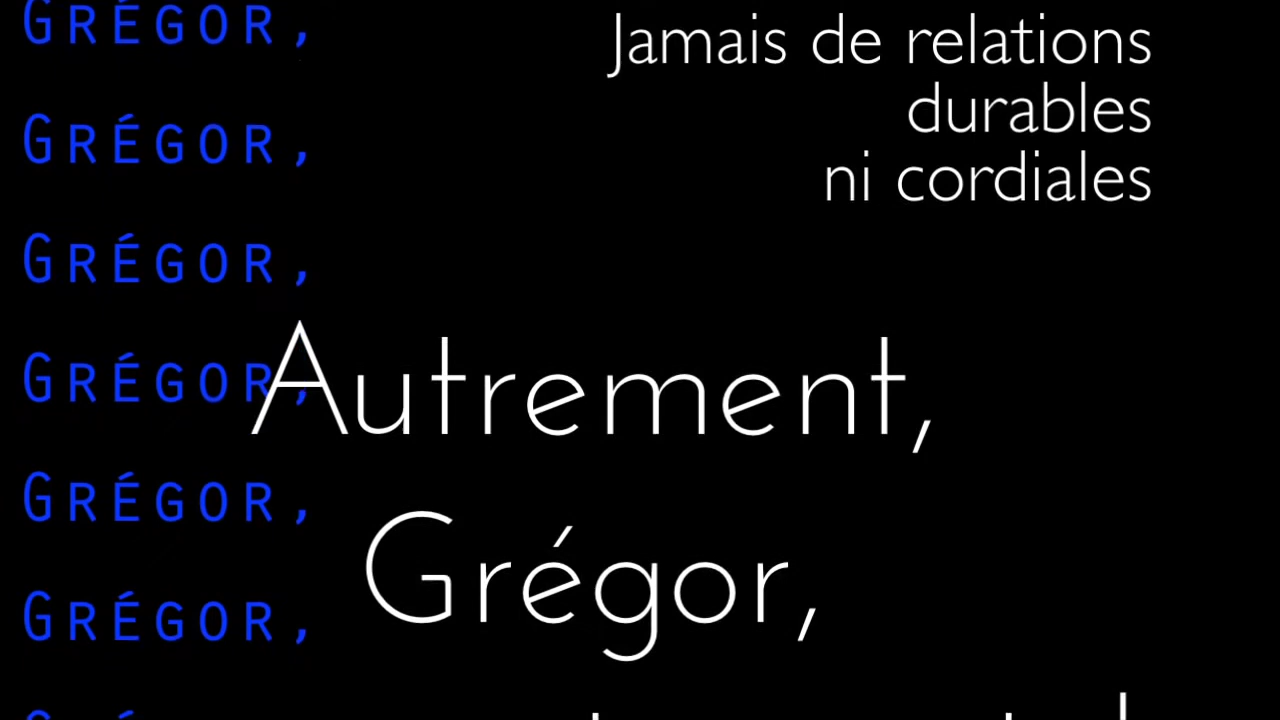 Grégor,
Grégor,
Grégor,
Grégor,
Grégor,
Grégor,
Jamais de relations
durables
ni cordiales
Autrement,
Grégor,